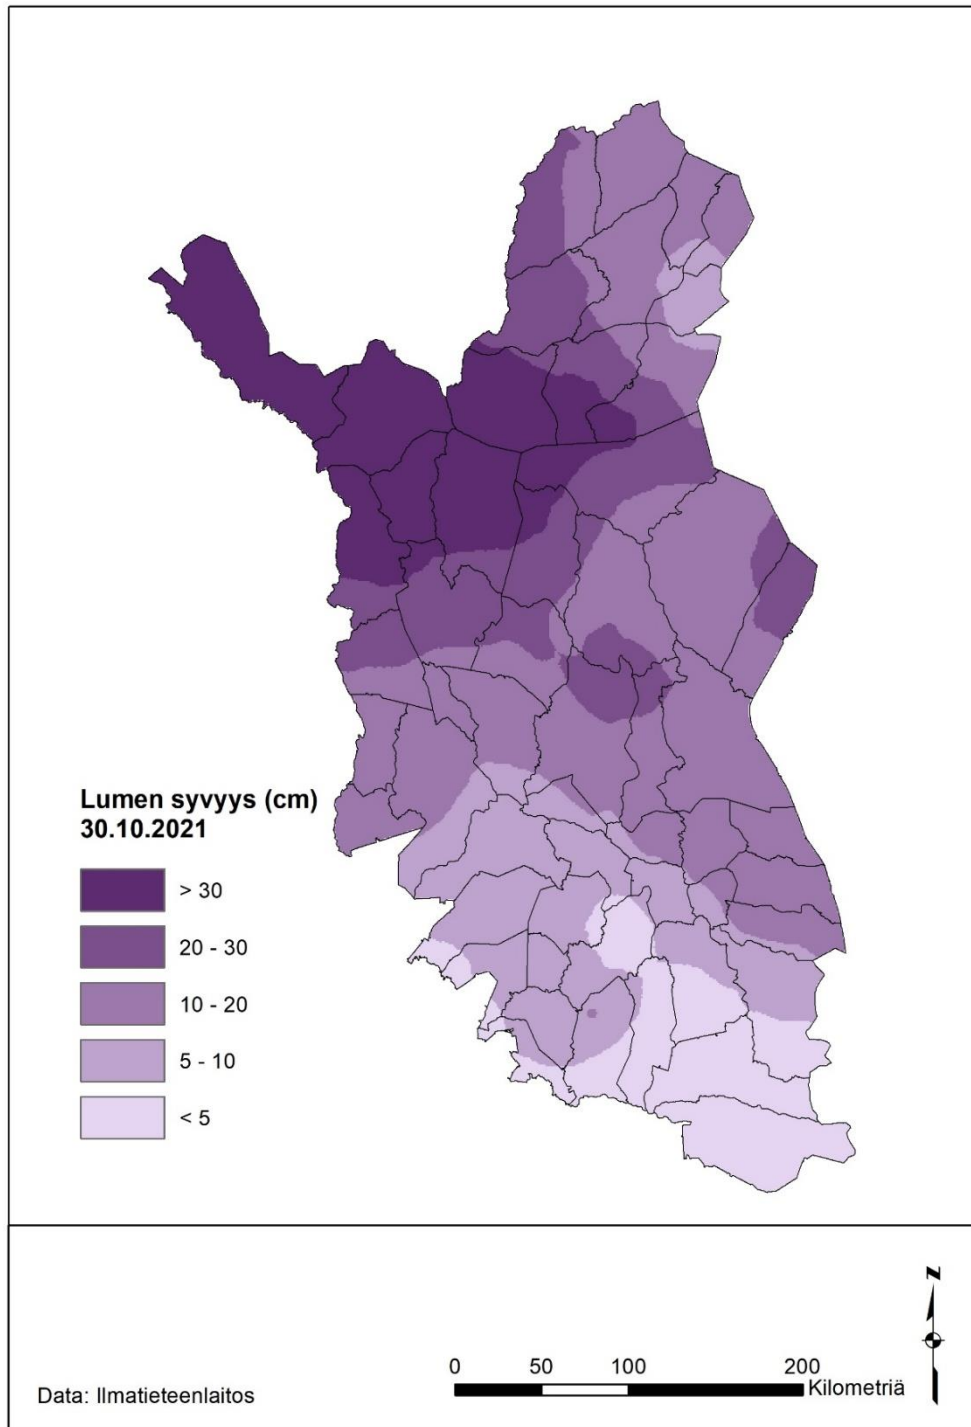 Lumen syvyys (cm)
30.10.2021
> 30
20 - 30
10 - 20
5 - 10
< 5
N
0 50 100 200
Kilometriä
Data: Ilmatieteenlaitos